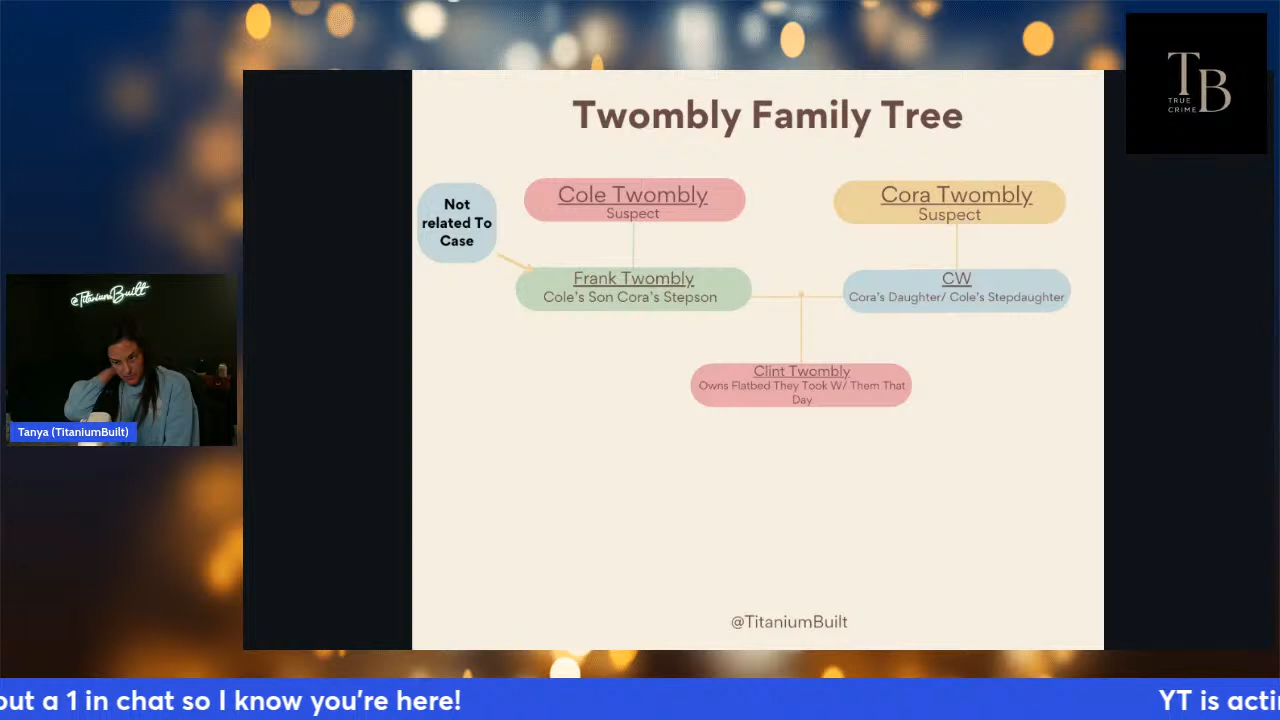 TB
TRUE
CRIME
Twombly Family Tree
Not
related To
Case
Cole Twombly
Suspect
Cora Twombly
Suspect
Frank Twombly
Cole's Son Cora's Stepson
CW
Cora's Daughter/ Cole's Stepdaughter
Clint Twombly
Owns Flatbed They Took W/ Them That
Day
@TitaniumBuilt
@TitaniumBuilt
Tanya (TitaniumBuilt)
a 1 in chat so I know you're here!
YT is